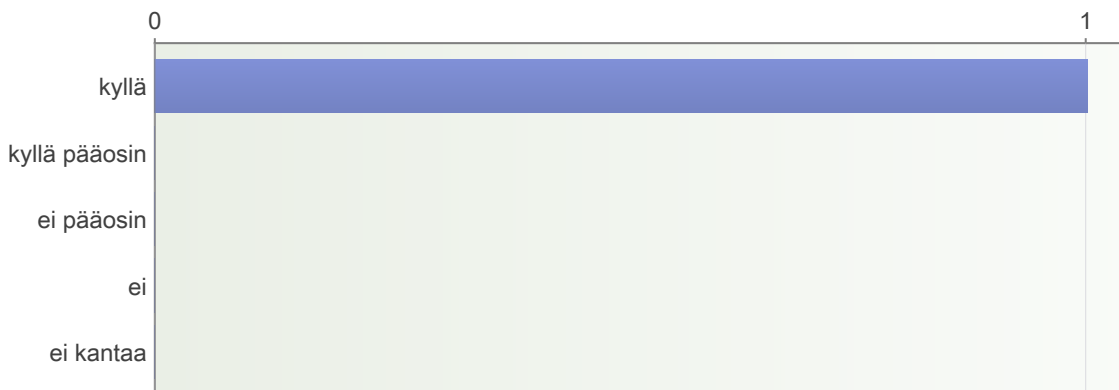 0 1
kyllä
kyllä pääosin
ei pääosin
ei
ei kantaa